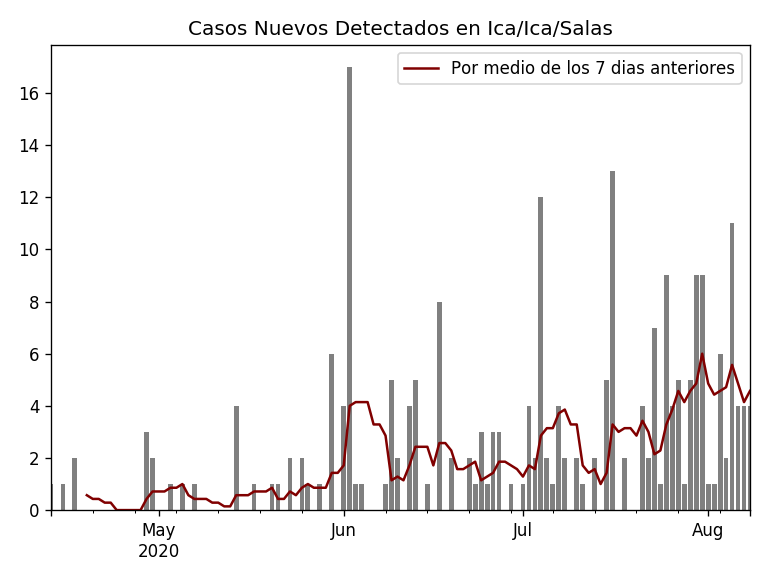 Casos Nuevos Detectados en Ica/Ica/Salas
Por medio de los 7 dias anteriores
16
14
12
10
8
6
4
2
0
May
2020
Jun
Jul
Aug